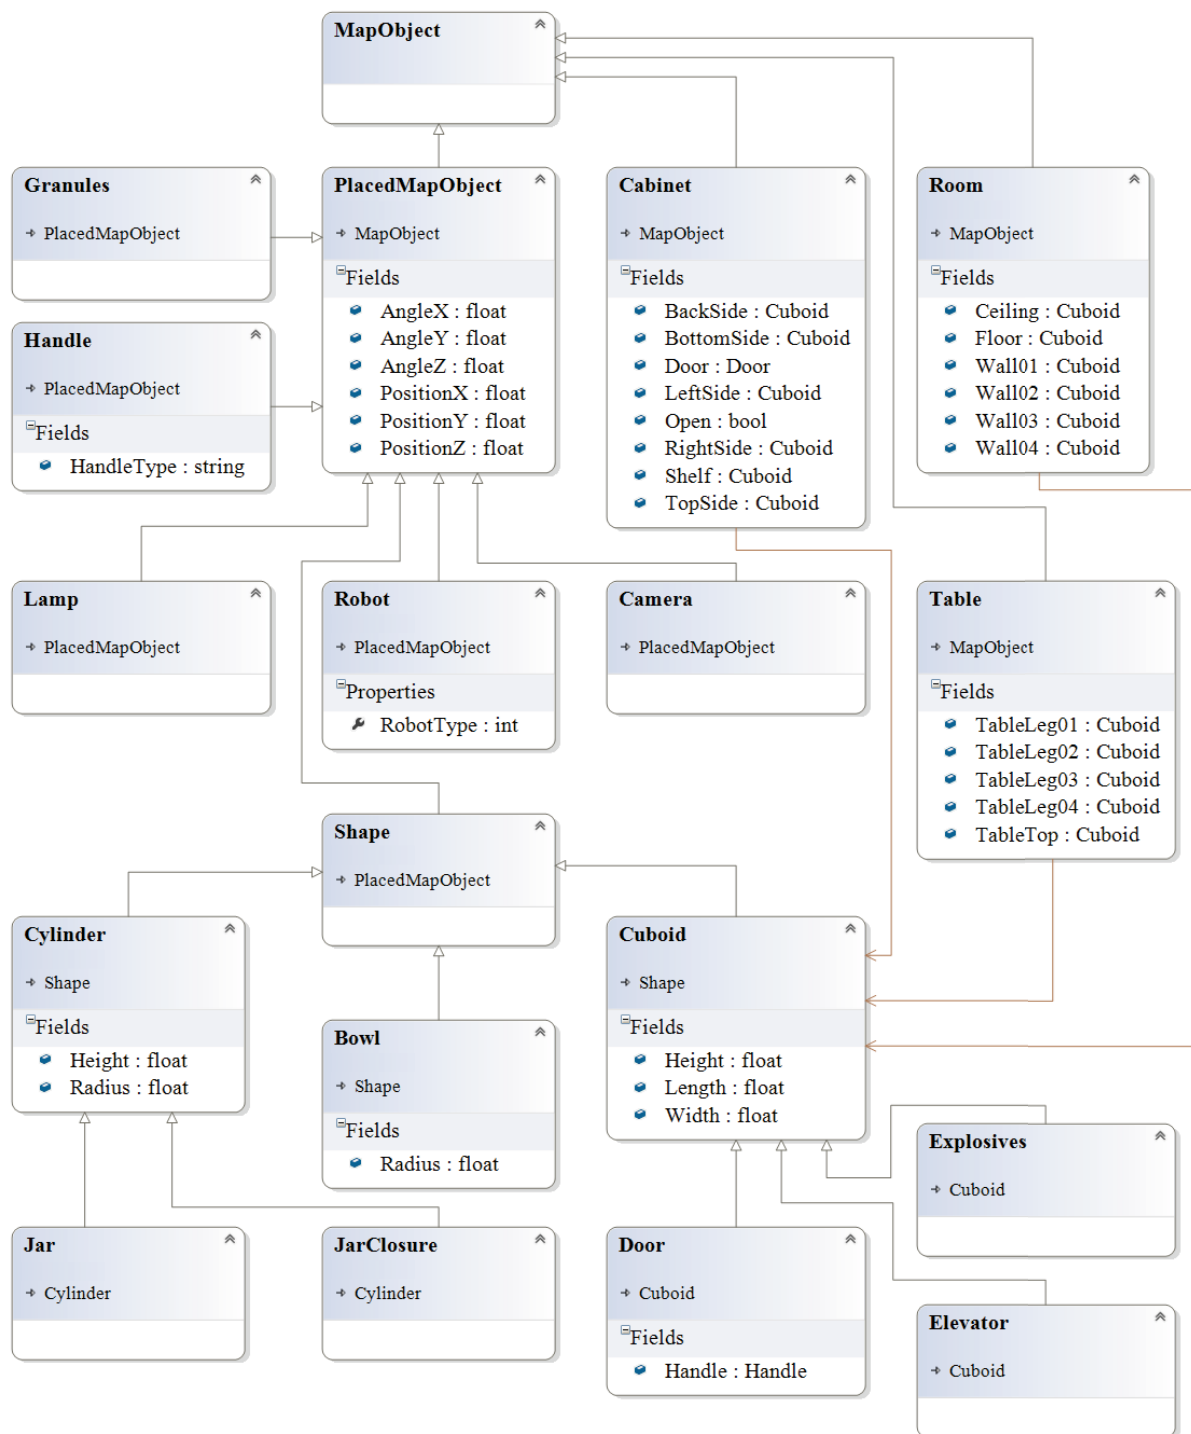 MapObject
Granules
PlacedMapObject
PlacedMapObject
MapObject
Fields
AngleX : float
AngleY : float
AngleZ : float
PositionX : float
PositionY : float
PositionZ : float
Cabinet
MapObject
Fields
BackSide : Cuboid
BottomSide : Cuboid
Door : Door
LeftSide : Cuboid
Open : bool
RightSide : Cuboid
Shelf : Cuboid
TopSide : Cuboid
Room
MapObject
Fields
Ceiling : Cuboid
Floor : Cuboid
Wall01 : Cuboid
Wall02 : Cuboid
Wall03 : Cuboid
Wall04 : Cuboid
Handle
PlacedMapObject
Fields
HandleType : string
Lamp
PlacedMapObject
Robot
PlacedMapObject
Properties
RobotType : int
Camera
PlacedMapObject
Table
MapObject
Fields
TableLeg01 : Cuboid
TableLeg02 : Cuboid
TableLeg03 : Cuboid
TableLeg04 : Cuboid
TableTop : Cuboid
Shape
PlacedMapObject
Cylinder
Shape
Fields
Height : float
Radius : float
Bowl
Shape
Fields
Radius : float
Cuboid
Shape
Fields
Height : float
Length : float
Width : float
Explosives
Cuboid
Jar
Cylinder
JarClosure
Cylinder
Door
Cuboid
Fields
Handle : Handle
Elevator
Cuboid